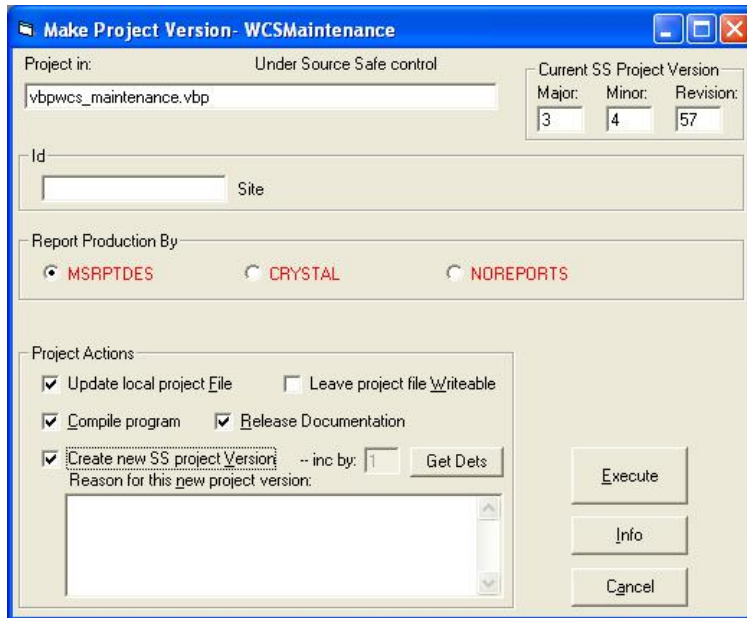 Make Project Version- WCSMaintenance
Project in: Under Source Safe control
vbpwcs_maintenance.vbp
Current SS Project Version
Major: Minor: Revision:
3 4 57
Id
Site
Report Production By
MSRPTDES CRYSTAL NOREPORTS
Project Actions
Update local project File Leave project file Writeable
Compile program Release Documentation
Create new SS project Version -- inc by: 1 Get Dets
Reason for this new project version:
Execute
Info
Cancel